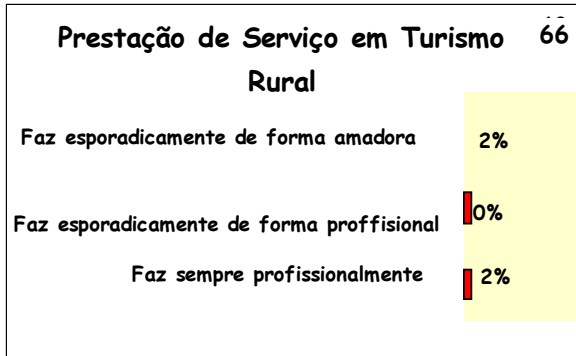 Prestação de Serviço em Turismo 66
Rural
Faz esporadicamente de forma amadora 2%
Faz esporadicamente de forma proffisional 0%
Faz sempre profissionalmente 2%